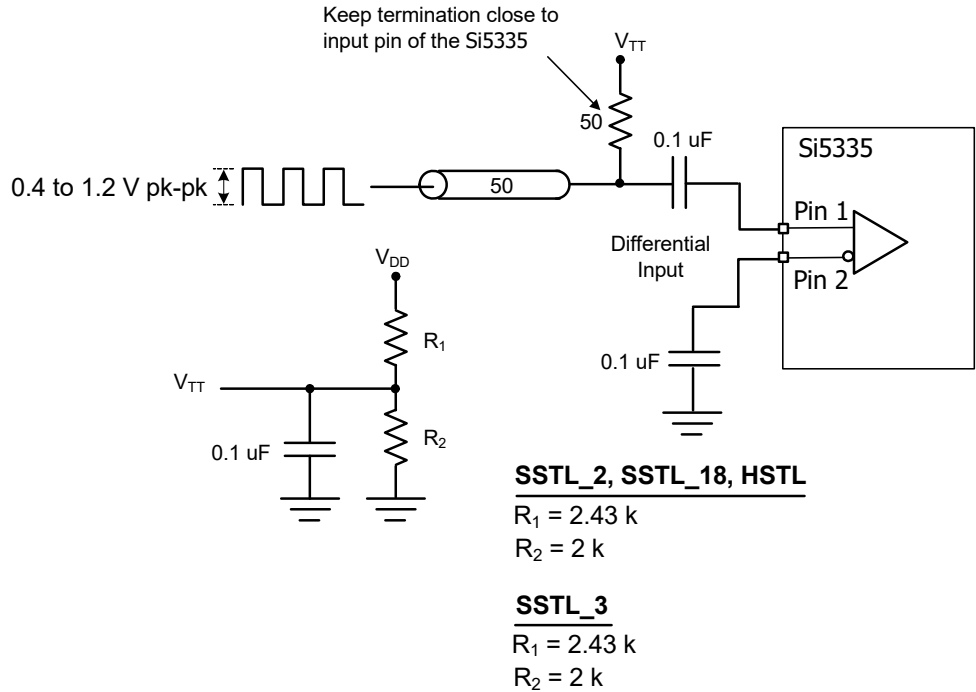 Keep termination close to
input pin of the Si5335
VTT
50
0.1 uF
Si5335
0.4 to 1.2 V pk-pk
50
Pin 1
Differential
Input
Pin 2
VDD
R1
0.1 uF
VTT
R2
0.1 uF
SSTL_2, SSTL_18, HSTL
R1 = 2.43 k
R2 = 2 k
SSTL_3
R1 = 2.43 k
R2 = 2 k